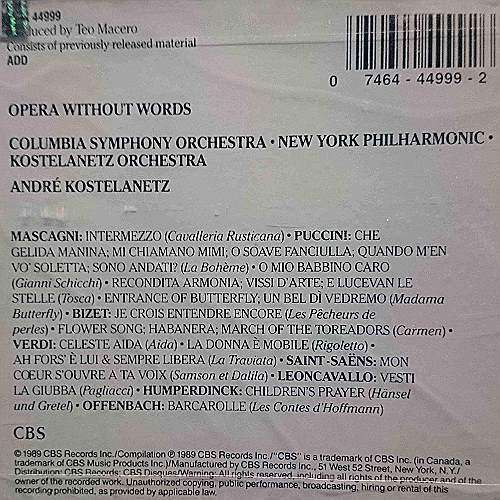 44999
oduced by Teo Macero
Consists of previously released material
ADD
0 7464-44999-2
OPERA WITHOUT WORDS
COLUMBIA SYMPHONY ORCHESTRA • NEW YORK PHILHARMONIC •
KOSTELANETZ ORCHESTRA
ANDRÉ KOSTELANETZ
MASCAGNI: INTERMEZZO (Cavalleria Rusticana) • PUCCINI: CHE
GELIDA MANINA; MI CHIAMANO MIMI; O SOAVE FANCIULLA; QUANDO M'EN
VO' SOLETTA; SONO ANDATI? (La Bohème) • O MIO BABBINO CARO
(Gianni Schicchi) • RECONDITA ARMONIA; VISSI D'ARTE; E LUCEVAN LE
STELLE (Tosca) • ENTRANCE OF BUTTERFLY; UN BEL DÌ VEDREMO (Madama
Butterfly) • BIZET: JE CROIS ENTENDRE ENCORE (Les Pêcheurs de
perles) • FLOWER SONG; HABANERA; MARCH OF THE TOREADORS (Carmen) •
VERDI: CELESTE AIDA (Aida) • LA DONNA È MOBILE (Rigoletto) •
AH FORS' È LUI & SEMPRE LIBERA (La Traviata) • SAINT-SAËNS: MON
CŒUR S'OUVRE A TA VOIX (Samson et Dalila) • LEONCAVALLO: VESTI
LA GIUBBA (Pagliacci) • HUMPERDINCK: CHILDREN'S PRAYER (Hänsel
und Gretel) • OFFENBACH: BARCAROLLE (Les Contes d'Hoffmann)
CBS
© 1989 CBS Records Inc./Compilation ℗ 1989 CBS Records Inc./"CBS" is a trademark of CBS Inc. (in Canada, a
trademark of GBS Music Products Inc.)/Manufactured by CBS Records Inc., 51 West 52 Street, New York, N.Y./
Distribution: CBS Records; CBS Disques/Warning: All rights reserved, including all rights of the producer and of the
owner of the recorded work. Unauthorized copying, public performance, broadcasting, hiring or rental of this
recording prohibited, as provided by applicable law.